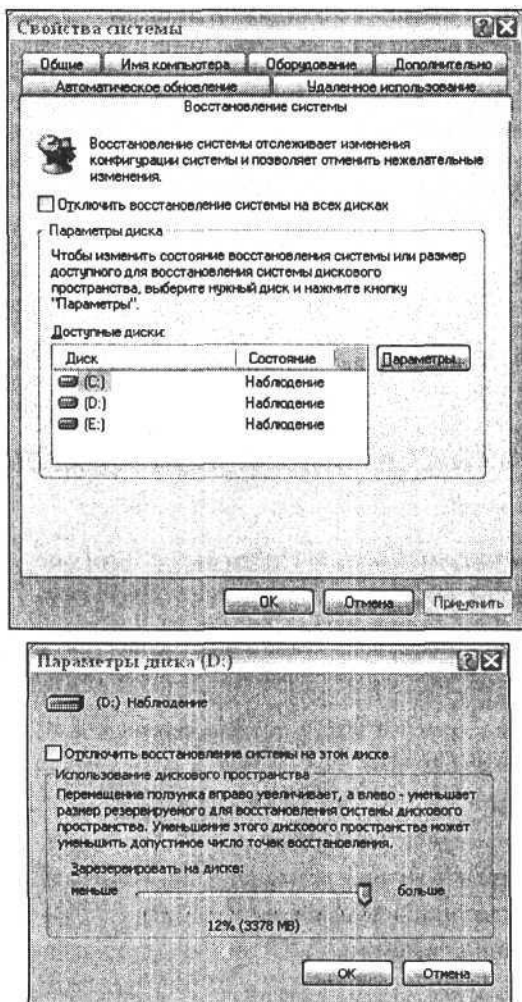 Свойства системы
Общие Имя компьютера Оборудование Дополнительно
Автоматическое обновление Удаленное использование
Восстановление системы
Восстановление системы отслеживает изменения
конфигурации системы и позволяет отменить нежелательные
изменения.
Отключить восстановление системы на всех дисках
Параметры диска
Чтобы изменить состояние восстановления системы или размер
доступного для восстановления системы дискового
пространства, выберите нужный диск и нажмите кнопку
"Параметры".
Доступные диски:
Диск Состояние Параметры...
(C:) Наблюдение
(D:) Наблюдение
(E:) Наблюдение
OK Отмена Применить
Параметры диска (D:)
(D:) Наблюдение
Отключить восстановление системы на этом диске
Использование дискового пространства
Перемещение ползунка вправо увеличивает, а влево - уменьшает
размер резервируемого для восстановления системы дискового
пространства. Уменьшение этого дискового пространства может
уменьшить допустимое число точек восстановления.
Зарезервировать на диске:
меньше больше
12% (3378 MB)
OK Отмена